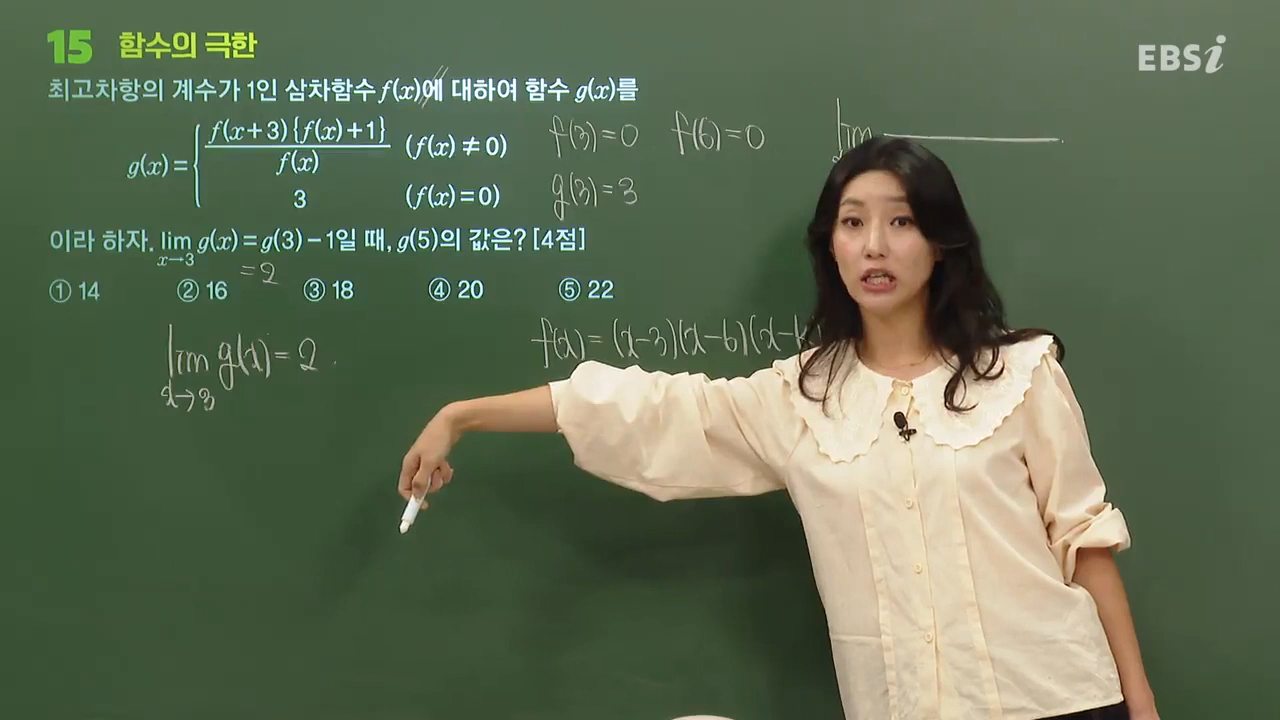 15 함수의 극한
EBSi
최고차항의 계수가 1인 삼차함수 f(x)에 대하여 함수 g(x)를
g(x) = { f(x+3){f(x)+1} / f(x) (f(x) ≠ 0)
3 (f(x)=0)
f(3)=0 f(6)=0
g(3)=3
lim
이라 하자. lim x→3 g(x)=g(3)-1일 때, g(5)의 값은? [4점]
=2
① 14 ② 16 ③ 18 ④ 20 ⑤ 22
lim x→3 g(x)=2
f(x)=(x-3)(x-6)(x-k